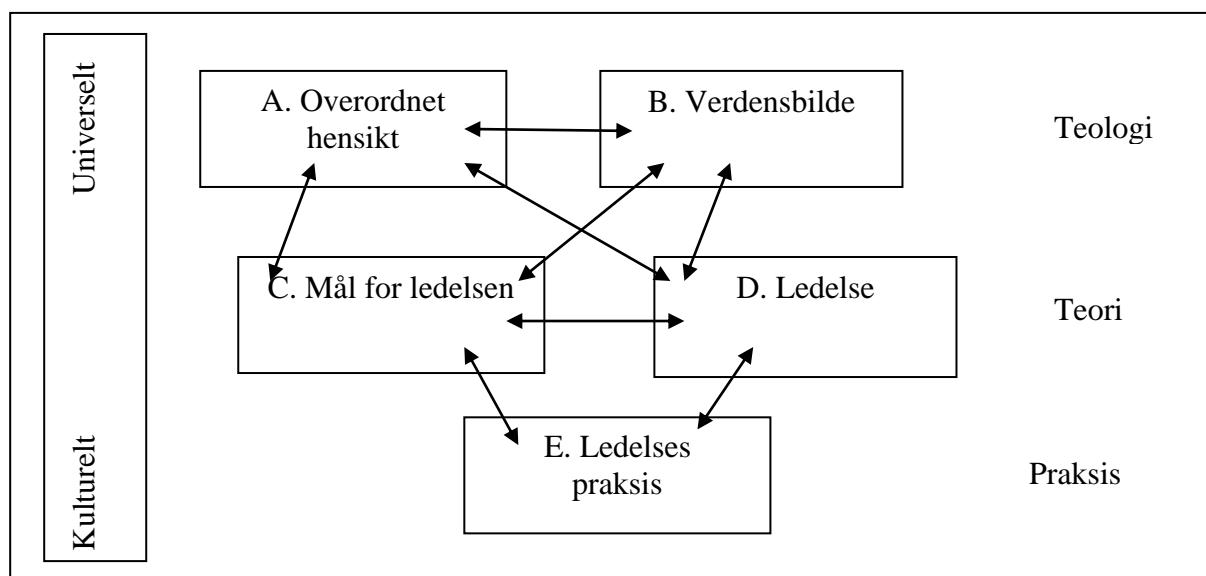 Universelt
A. Overordnet
hensikt
B. Verdensbilde
Teologi
C. Mål for ledelsen
D. Ledelse
Teori
Kulturelt
E. Ledelses
praksis
Praksis